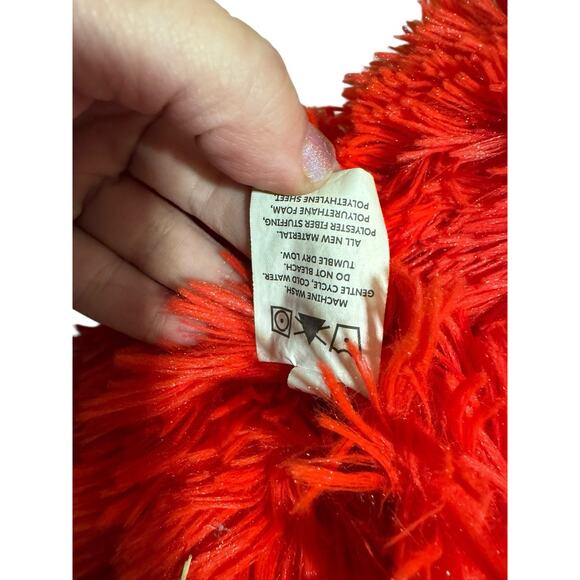 MACHINE WASH.
GENTLE CYCLE, COLD WATER.
DO NOT BLEACH.
TUMBLE DRY LOW.
ALL NEW MATERIAL.
POLYESTER FIBER STUFFING,
POLYURETHANE FOAM,
POLYETHYLENE SHEET.